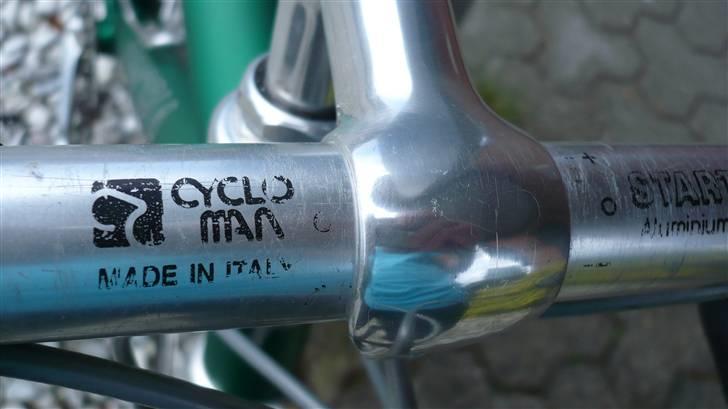 CYCLO
MAN
MADE IN ITALY
START
Aluminium